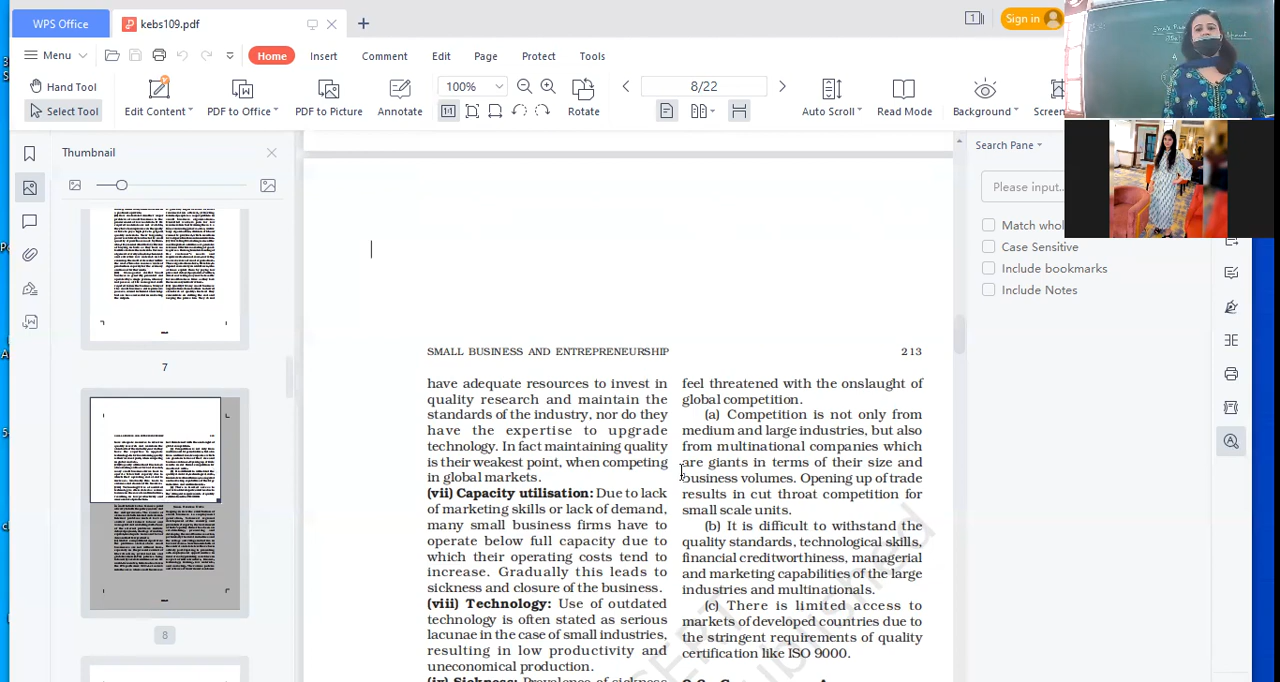 WPS Office
kebs109.pdf
Sign in
Menu
Home
Insert
Comment
Edit
Page
Protect
Tools
Hand Tool
Select Tool
Edit Content
PDF to Office
PDF to Picture
Annotate
100%
Rotate
8/22
Auto Scroll
Read Mode
Background
Screen
Thumbnail
7
8
Search Pane
Please input...
Match whol
Case Sensitive
Include bookmarks
Include Notes
SMALL BUSINESS AND ENTREPRENEURSHIP
213
have adequate resources to invest in
quality research and maintain the
standards of the industry, nor do they
have the expertise to upgrade
technology. In fact maintaining quality
is their weakest point, when competing
in global markets.
(vii) Capacity utilisation: Due to lack
of marketing skills or lack of demand,
many small business firms have to
operate below full capacity due to
which their operating costs tend to
increase. Gradually this leads to
sickness and closure of the business.
(viii) Technology: Use of outdated
technology is often stated as serious
lacunae in the case of small industries,
resulting in low productivity and
uneconomical production.
(ix) Sickness: Prevalence of sickness
feel threatened with the onslaught of
global competition.
(a) Competition is not only from
medium and large industries, but also
from multinational companies which
are giants in terms of their size and
business volumes. Opening up of trade
results in cut throat competition for
small scale units.
(b) It is difficult to withstand the
quality standards, technological skills,
financial creditworthiness, managerial
and marketing capabilities of the large
industries and multinationals.
(c) There is limited access to
markets of developed countries due to
the stringent requirements of quality
certification like ISO 9000.